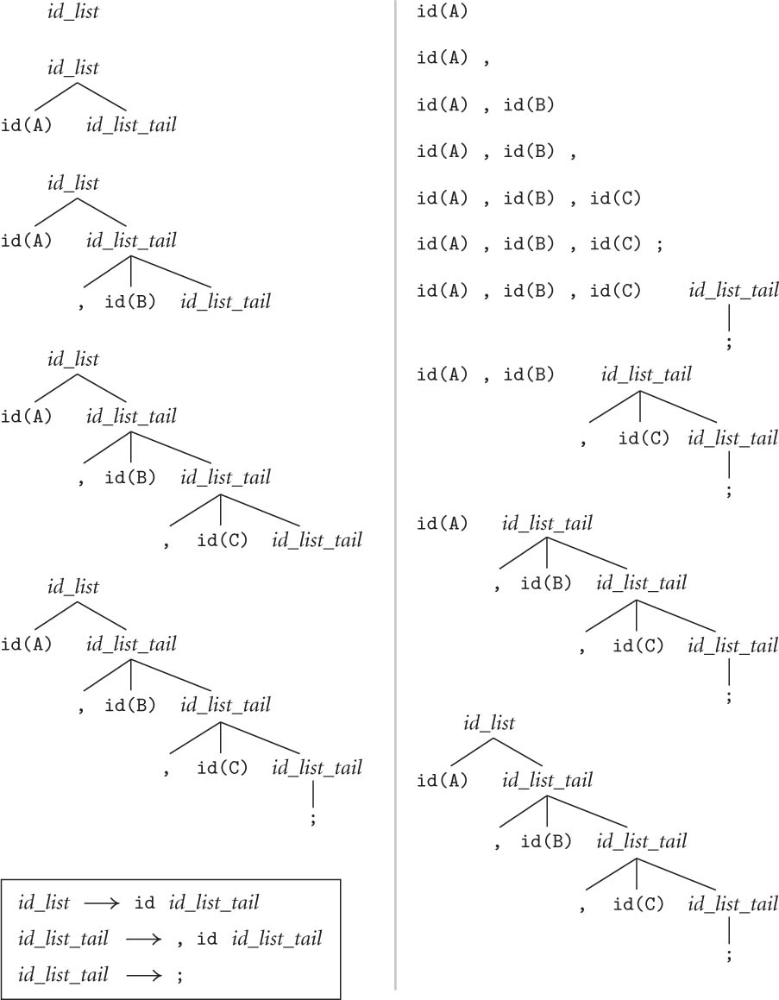 id_list
id_list
id(A) id_list_tail
id_list
id(A) id_list_tail
, id(B) id_list_tail
id_list
id(A) id_list_tail
, id(B) id_list_tail
, id(C) id_list_tail
id_list
id(A) id_list_tail
, id(B) id_list_tail
, id(C) id_list_tail
;
id_list ⟶ id id_list_tail
id_list_tail ⟶ , id id_list_tail
id_list_tail ⟶ ;
id(A)
id(A) ,
id(A) , id(B)
id(A) , id(B) ,
id(A) , id(B) , id(C)
id(A) , id(B) , id(C) ;
id(A) , id(B) , id(C) id_list_tail
;
id(A) , id(B) id_list_tail
, id(C) id_list_tail
;
id(A) id_list_tail
, id(B) id_list_tail
, id(C) id_list_tail
;
id_list
id(A) id_list_tail
, id(B) id_list_tail
, id(C) id_list_tail
;